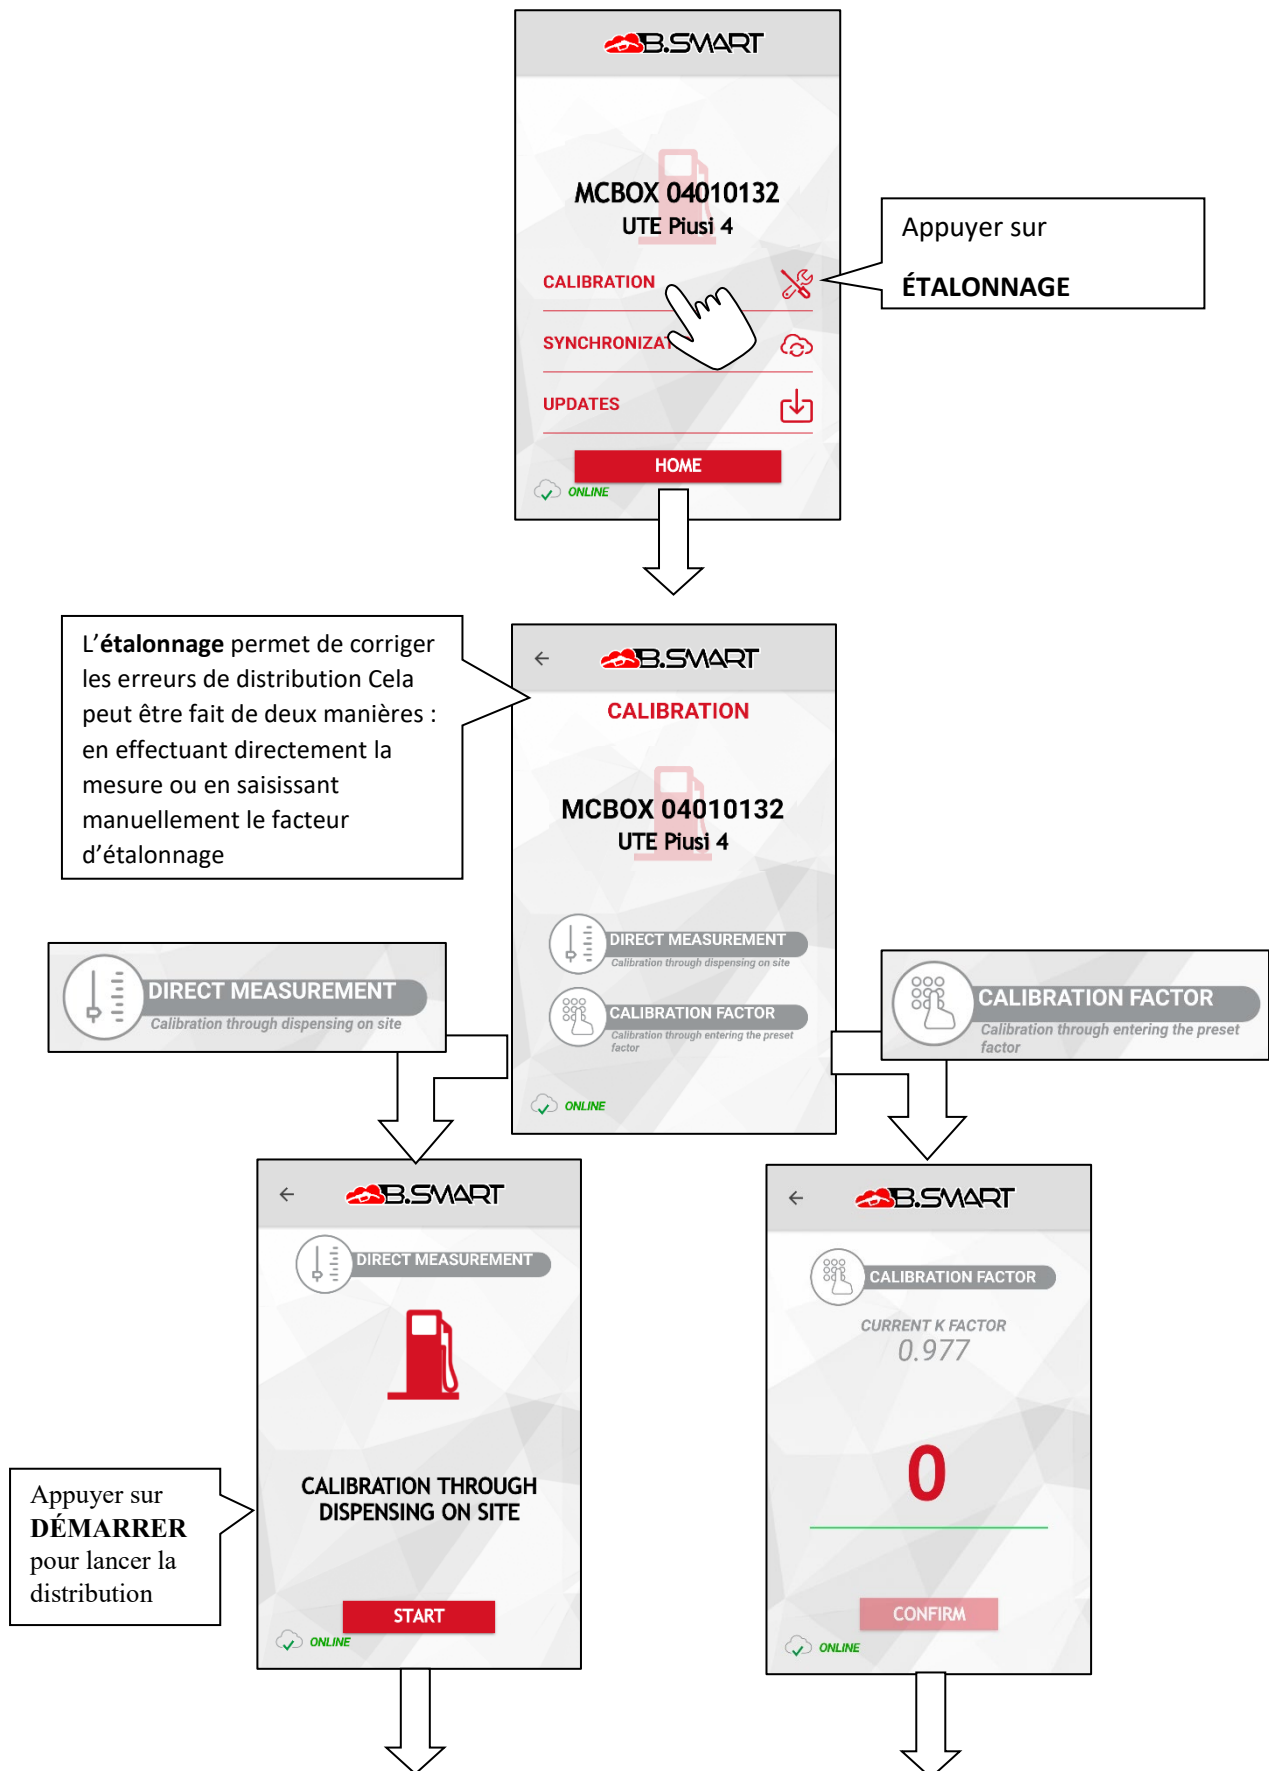 B.SMART
MCBOX 04010132
UTE Piusi 4
CALIBRATION
SYNCHRONIZAT
UPDATES
HOME
ONLINE
Appuyer sur
ÉTALONNAGE
L’étalonnage permet de corriger
les erreurs de distribution Cela
peut être fait de deux manières :
en effectuant directement la
mesure ou en saisissant
manuellement le facteur
d’étalonnage
B.SMART
CALIBRATION
MCBOX 04010132
UTE Piusi 4
DIRECT MEASUREMENT
Calibration through dispensing on site
CALIBRATION FACTOR
Calibration through entering the preset
factor
ONLINE
DIRECT MEASUREMENT
Calibration through dispensing on site
CALIBRATION FACTOR
Calibration through entering the preset
factor
B.SMART
DIRECT MEASUREMENT
CALIBRATION THROUGH
DISPENSING ON SITE
START
ONLINE
Appuyer sur
DÉMARRER
pour lancer la
distribution
B.SMART
CALIBRATION FACTOR
CURRENT K FACTOR
0.977
0
CONFIRM
ONLINE